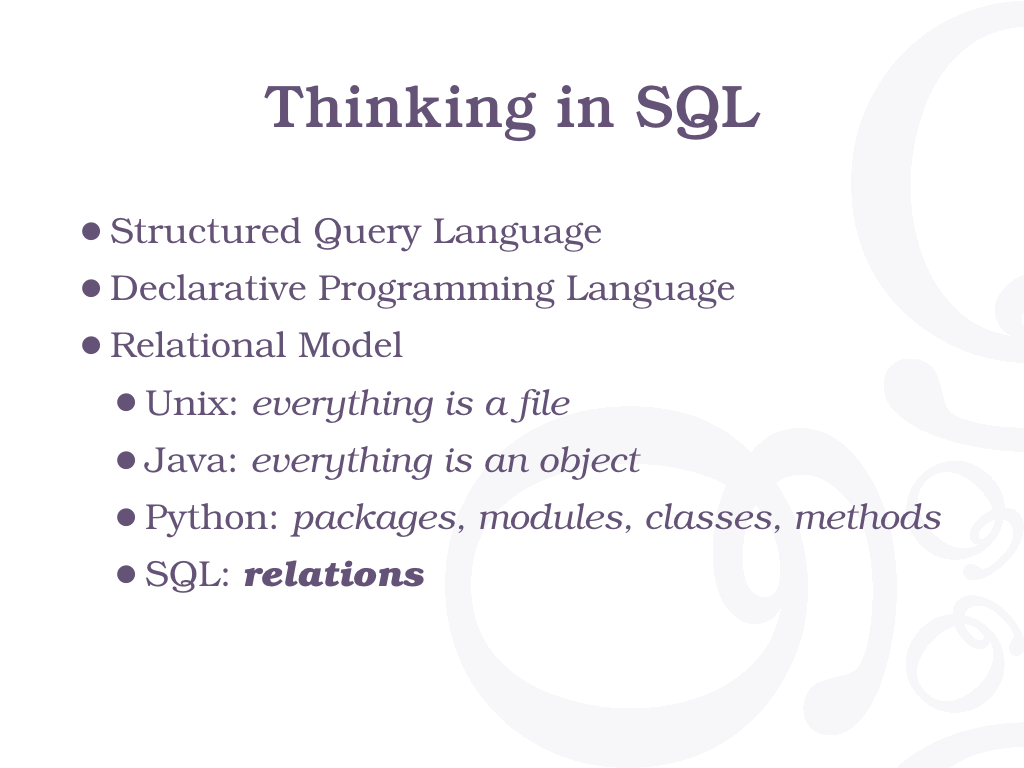 Thinking in SQL
• Structured Query Language
• Declarative Programming Language
• Relational Model
• Unix: everything is a file
• Java: everything is an object
• Python: packages, modules, classes, methods
• SQL: relations